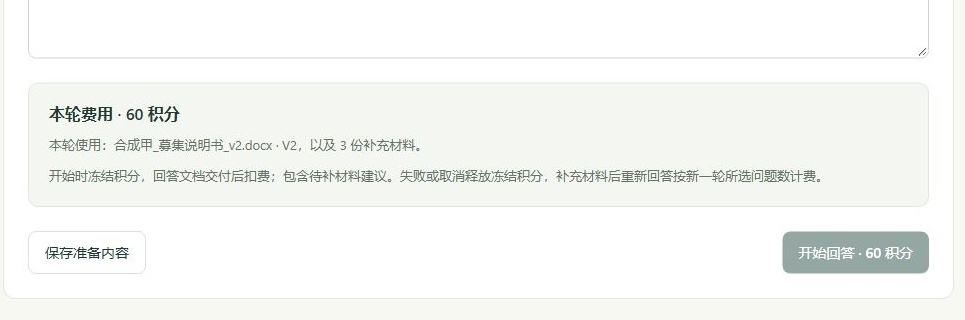 本轮费用 · 60 积分
本轮使用：合成甲_募集说明书_v2.docx · V2，以及 3 份补充材料。
开始时冻结积分，回答文档交付后扣费；包含待补材料建议。失败或取消释放冻结积分，补充材料后重新回答按新一轮所选问题数计费。
保存准备内容
开始回答 · 60 积分